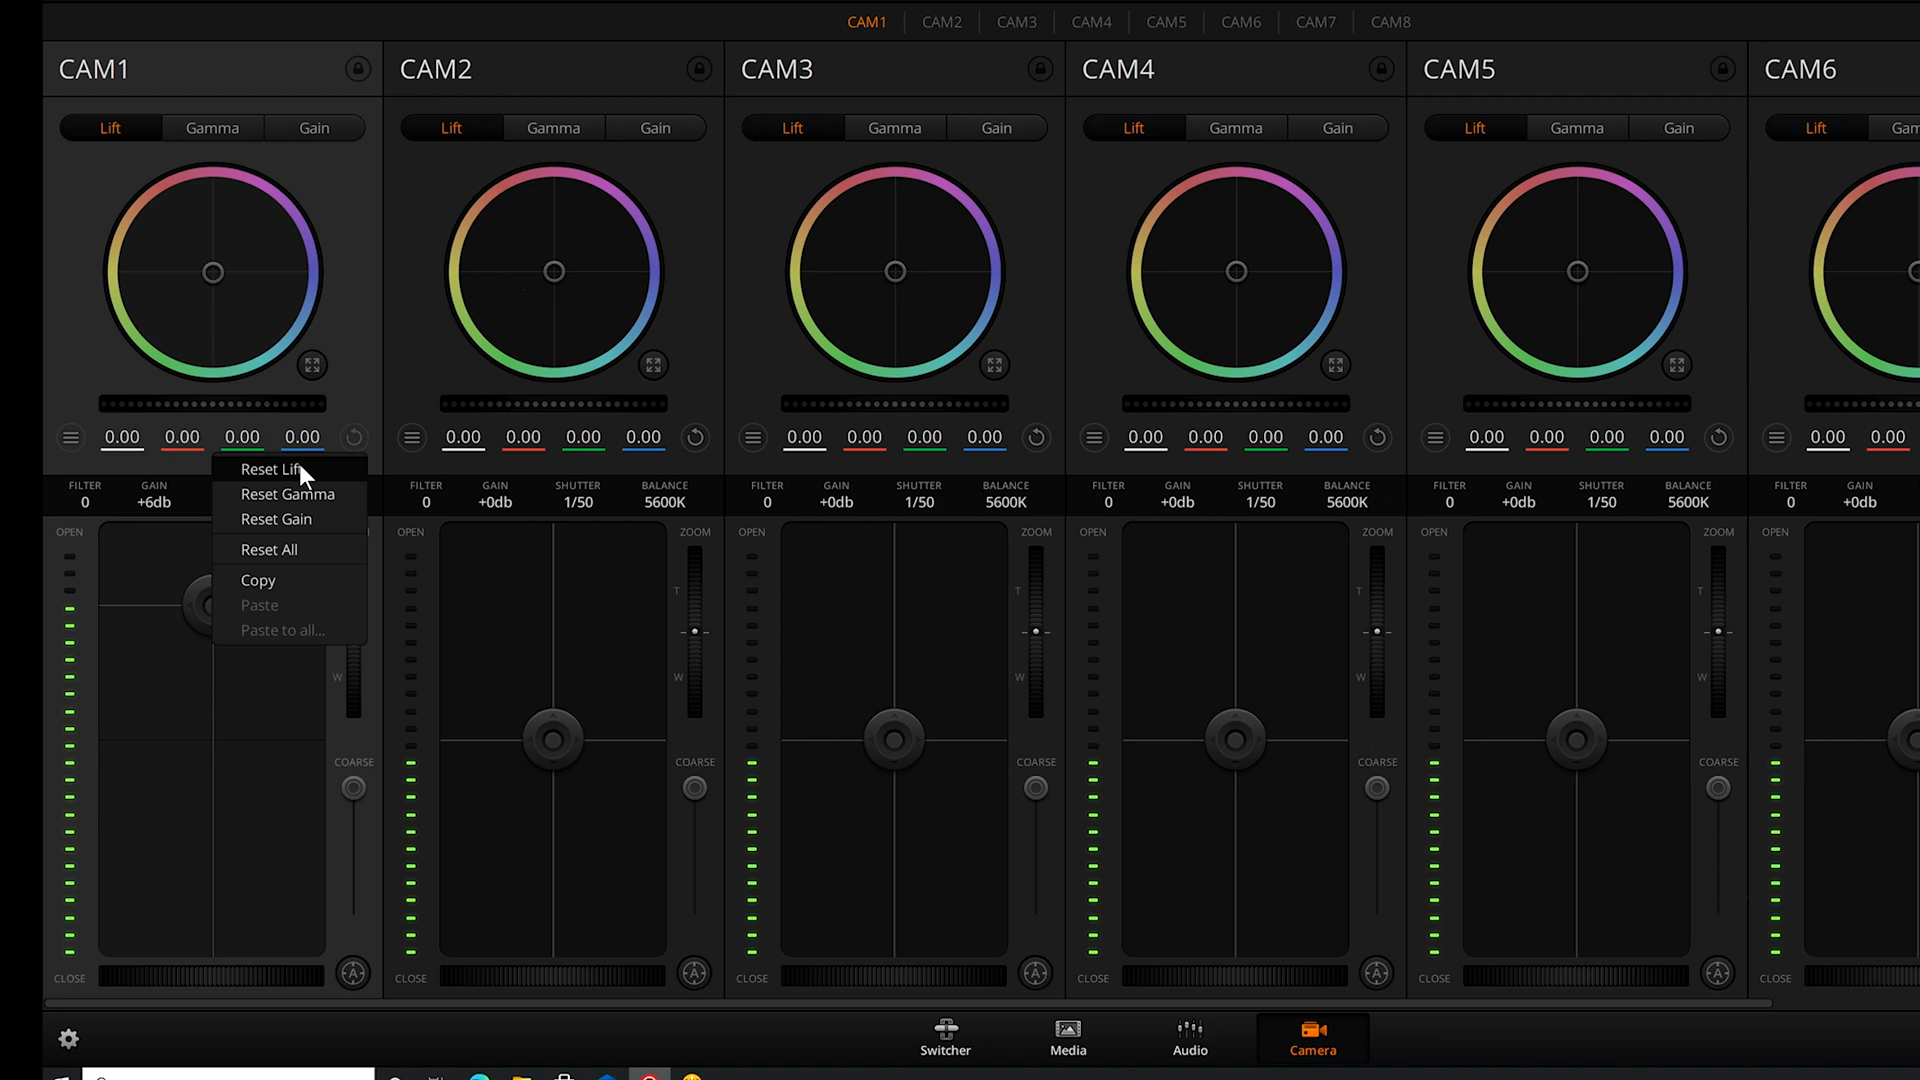 CAM1 CAM2 CAM3 CAM4 CAM5 CAM6 CAM7 CAM8
CAM1 CAM2 CAM3 CAM4 CAM5 CAM6
Lift Gamma Gain Lift Gamma Gain Lift Gamma Gain Lift Gamma Gain Lift Gamma Gain Lift Gam
0.00 0.00 0.00 0.00 0.00 0.00 0.00 0.00 0.00 0.00 0.00 0.00 0.00 0.00 0.00 0.00 0.00 0.00 0.00 0.00 0.00 0.00
Reset Lift
Reset Gamma
Reset Gain
Reset All
Copy
Paste
Paste to all...
FILTER GAIN FILTER GAIN SHUTTER BALANCE FILTER GAIN SHUTTER BALANCE FILTER GAIN SHUTTER BALANCE FILTER GAIN SHUTTER BALANCE FILTER GAIN
0 +6db 0 +0db 1/50 5600K 0 +0db 1/50 5600K 0 +0db 1/50 5600K 0 +0db 1/50 5600K 0 +0db
OPEN OPEN ZOOM OPEN ZOOM OPEN ZOOM OPEN ZOOM OPEN
T T T T
W W W W W
COARSE COARSE COARSE COARSE COARSE
CLOSE A CLOSE A CLOSE A CLOSE A CLOSE A CLOSE
Switcher Media Audio Camera